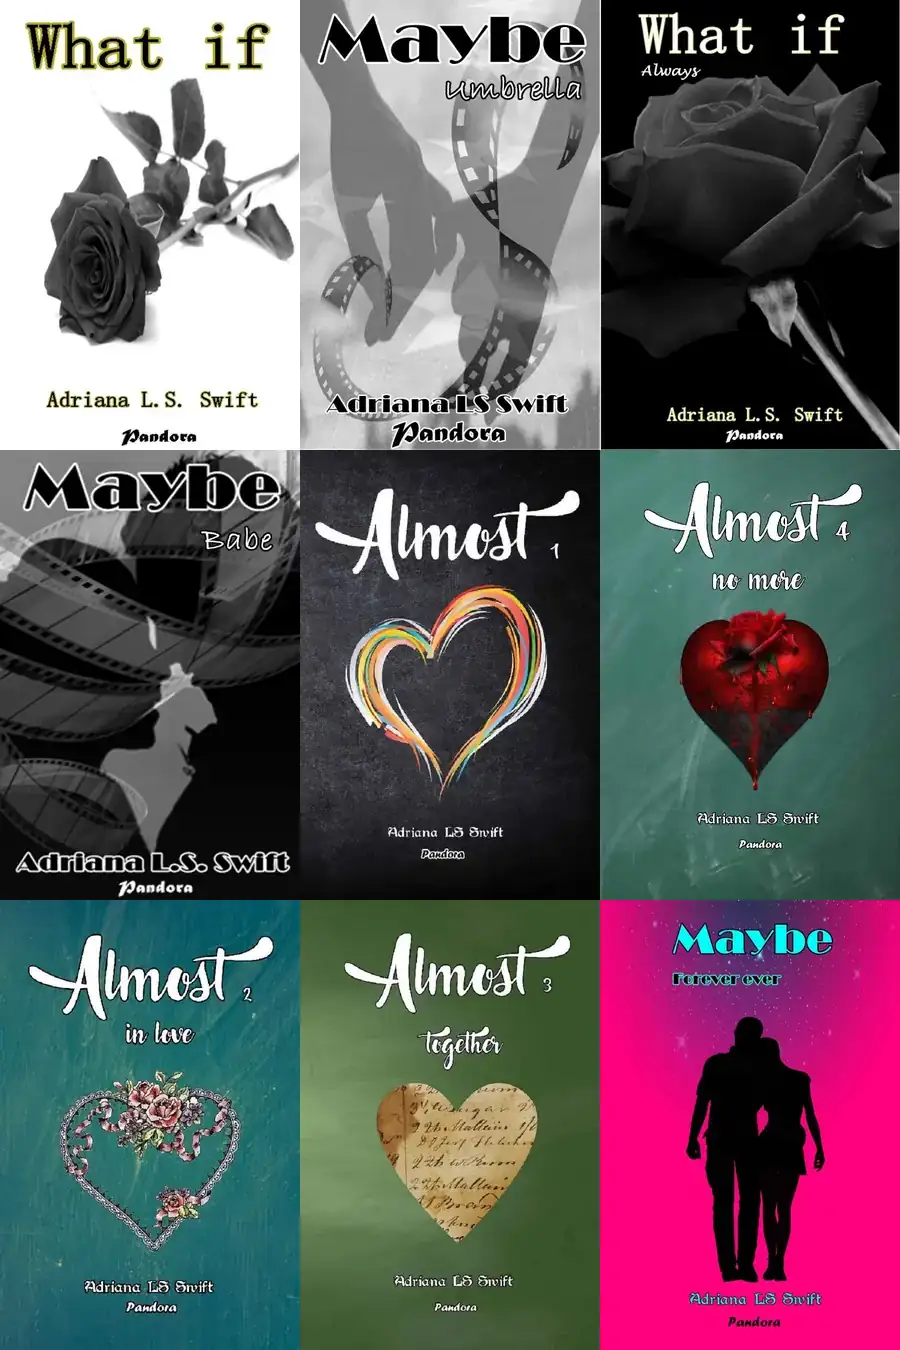 What if
Adriana L.S. Swift
Pandora
Maybe
Umbrella
Adriana LS Swift
Pandora
What if
Always
Adriana L.S. Swift
Pandora
Maybe
Babe
Adriana L.S. Swift
Pandora
Almost 1
Adriana LS Swift
Pandora
Almost 4
no more
Adriana LS Swift
Pandora
Almost 2
in love
Adriana LS Swift
Pandora
Almost 3
together
Adriana LS Swift
Pandora
Maybe
Forever ever
Adriana LS Swift
Pandora